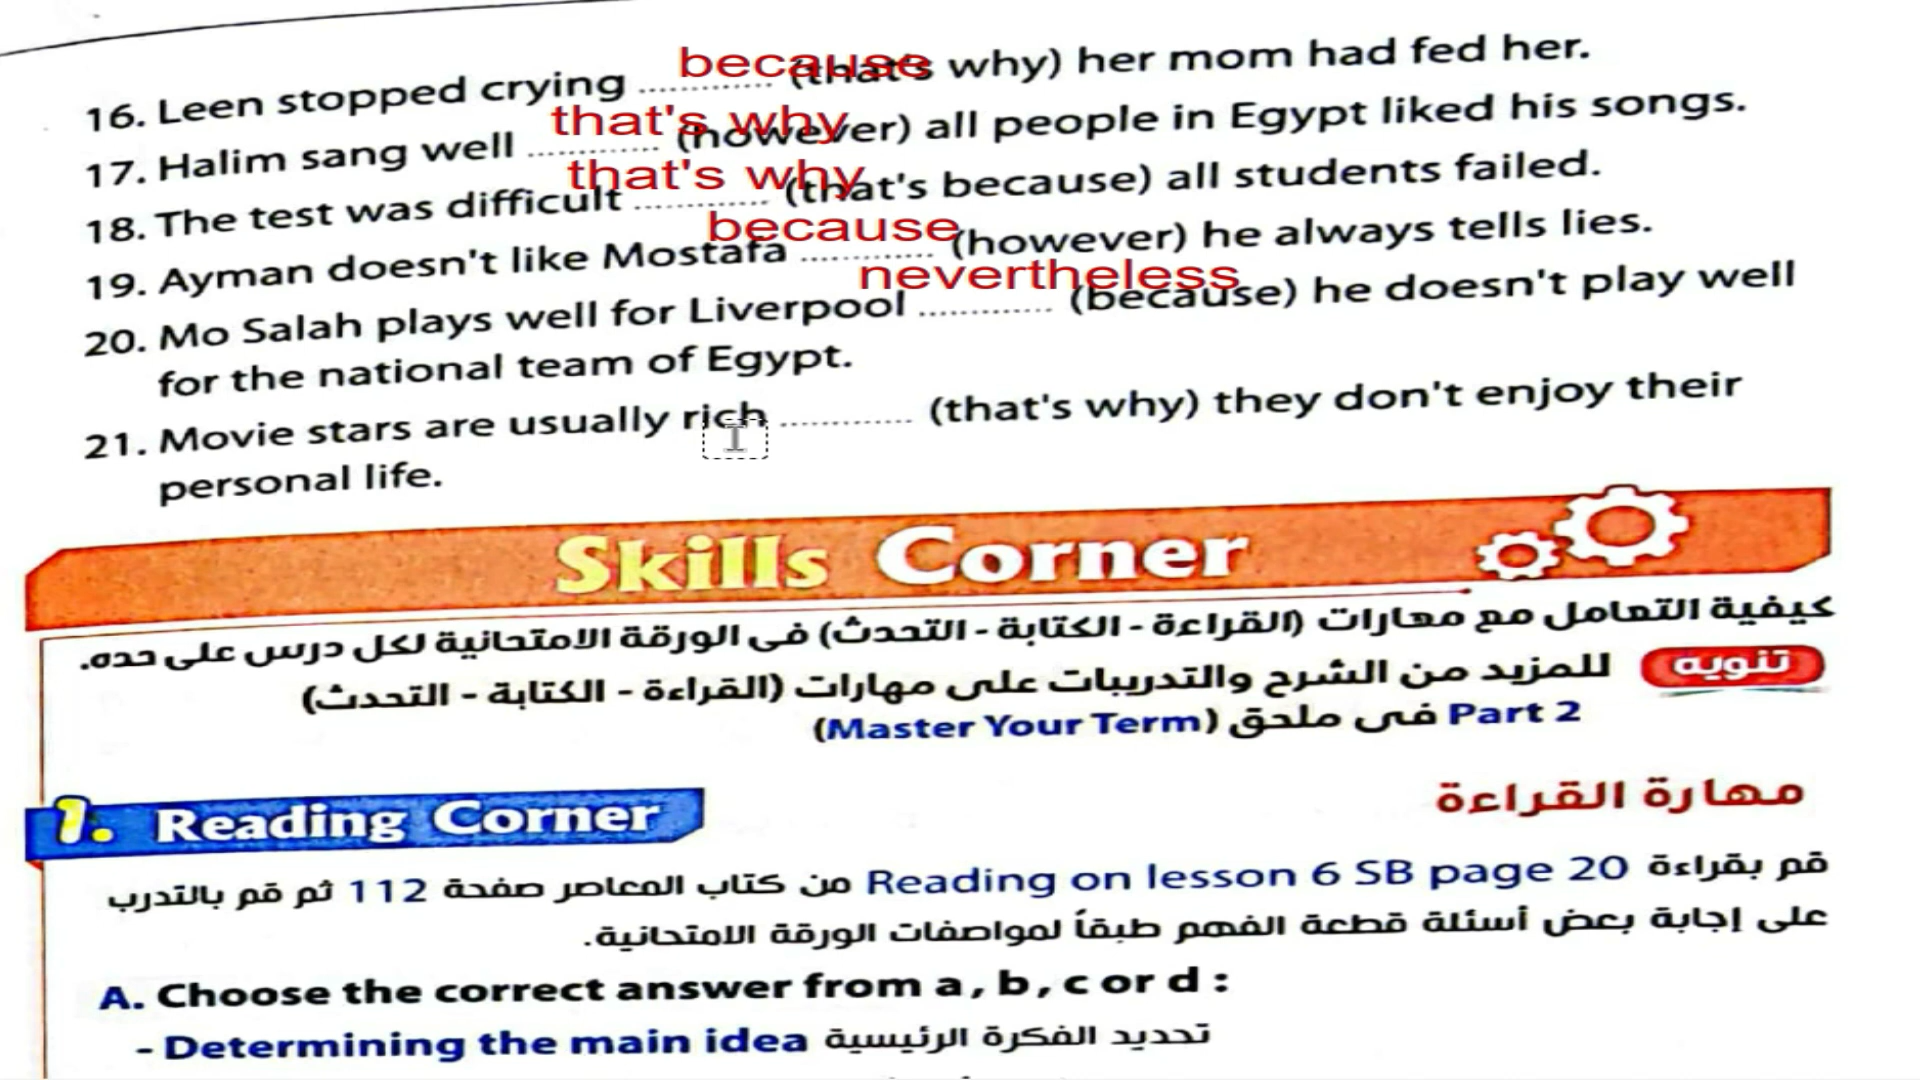 because
16. Leen stopped crying ............ (that's why) her mom had fed her.
that's why
17. Halim sang well ............ (however) all people in Egypt liked his songs.
that's why
18. The test was difficult ............ (that's because) all students failed.
because
19. Ayman doesn't like Mostafa ............ (however) he always tells lies.
nevertheless
20. Mo Salah plays well for Liverpool ............ (because) he doesn't play well
for the national team of Egypt.
21. Movie stars are usually rich ............ (that's why) they don't enjoy their
personal life.
Skills Corner
كيفية التعامل مع مهارات (القراءة - الكتابة - التحدث) فى الورقة الامتحانية لكل درس على حده.
تنويه للمزيد من الشرح والتدريبات على مهارات (القراءة - الكتابة - التحدث)
Part 2 فى ملحق (Master Your Term)
1. Reading Corner مهارة القراءة
قم بقراءة Reading on lesson 6 SB page 20 من كتاب المعاصر صفحة 112 ثم قم بالتدرب
على إجابة بعض أسئلة قطعة الفهم طبقاً لمواصفات الورقة الامتحانية.
A. Choose the correct answer from a, b, c or d :
- Determining the main idea تحديد الفكرة الرئيسية